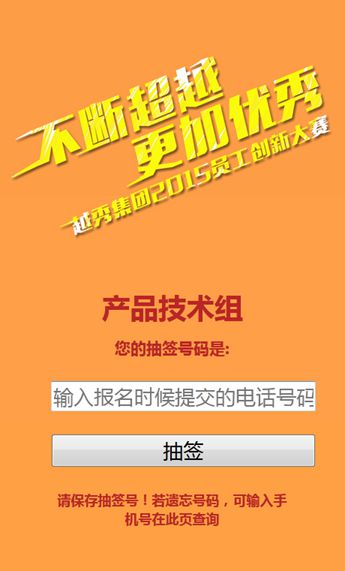 不断超越
更加优秀
越秀集团2015员工创新大赛
产品技术组
您的抽签号码是:
输入报名时候提交的电话号码
抽签
请保存抽签号！若遗忘号码，可输入手
机号在此页查询